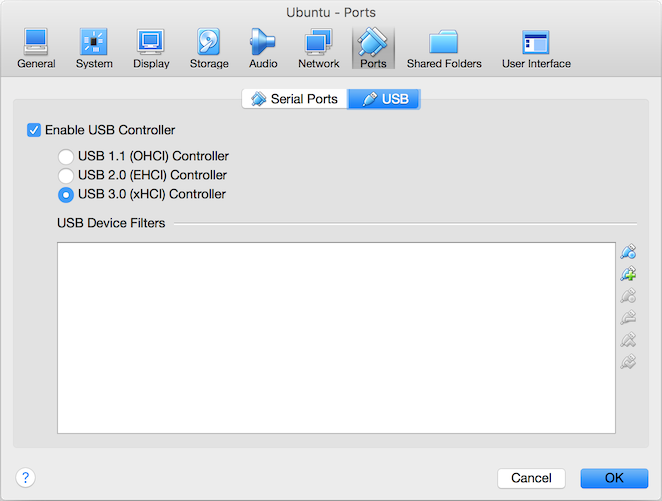 Ubuntu - Ports
General System Display Storage Audio Network Ports Shared Folders User Interface
Serial Ports USB
Enable USB Controller
USB 1.1 (OHCI) Controller
USB 2.0 (EHCI) Controller
USB 3.0 (xHCI) Controller
USB Device Filters
? Cancel OK